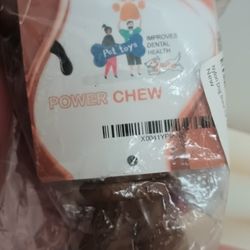 Pet toys
IMPROVES
DENTAL
HEALTH
POWER CHEW